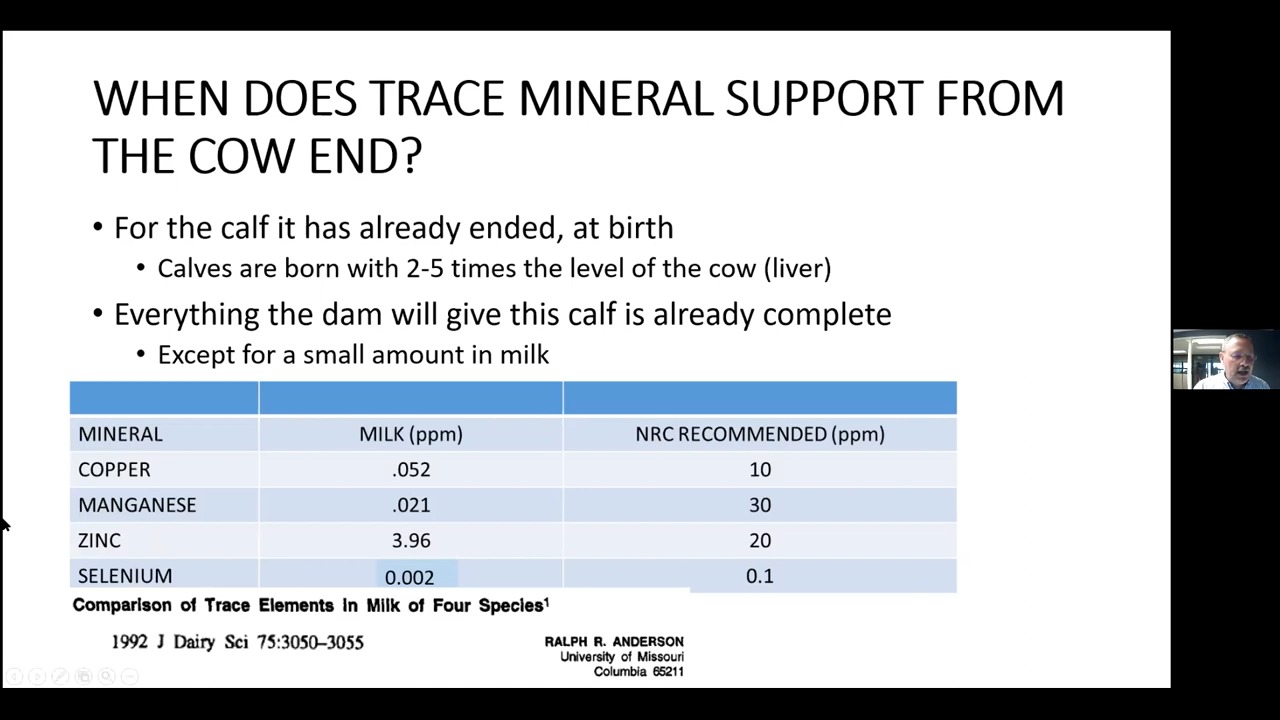 WHEN DOES TRACE MINERAL SUPPORT FROM
THE COW END?
• For the calf it has already ended, at birth
• Calves are born with 2-5 times the level of the cow (liver)
• Everything the dam will give this calf is already complete
• Except for a small amount in milk
MINERAL MILK (ppm) NRC RECOMMENDED (ppm)
COPPER .052 10
MANGANESE .021 30
ZINC 3.96 20
SELENIUM 0.002 0.1
Comparison of Trace Elements in Milk of Four Species¹
1992 J Dairy Sci 75:3050–3055
RALPH R. ANDERSON
University of Missouri
Columbia 65211